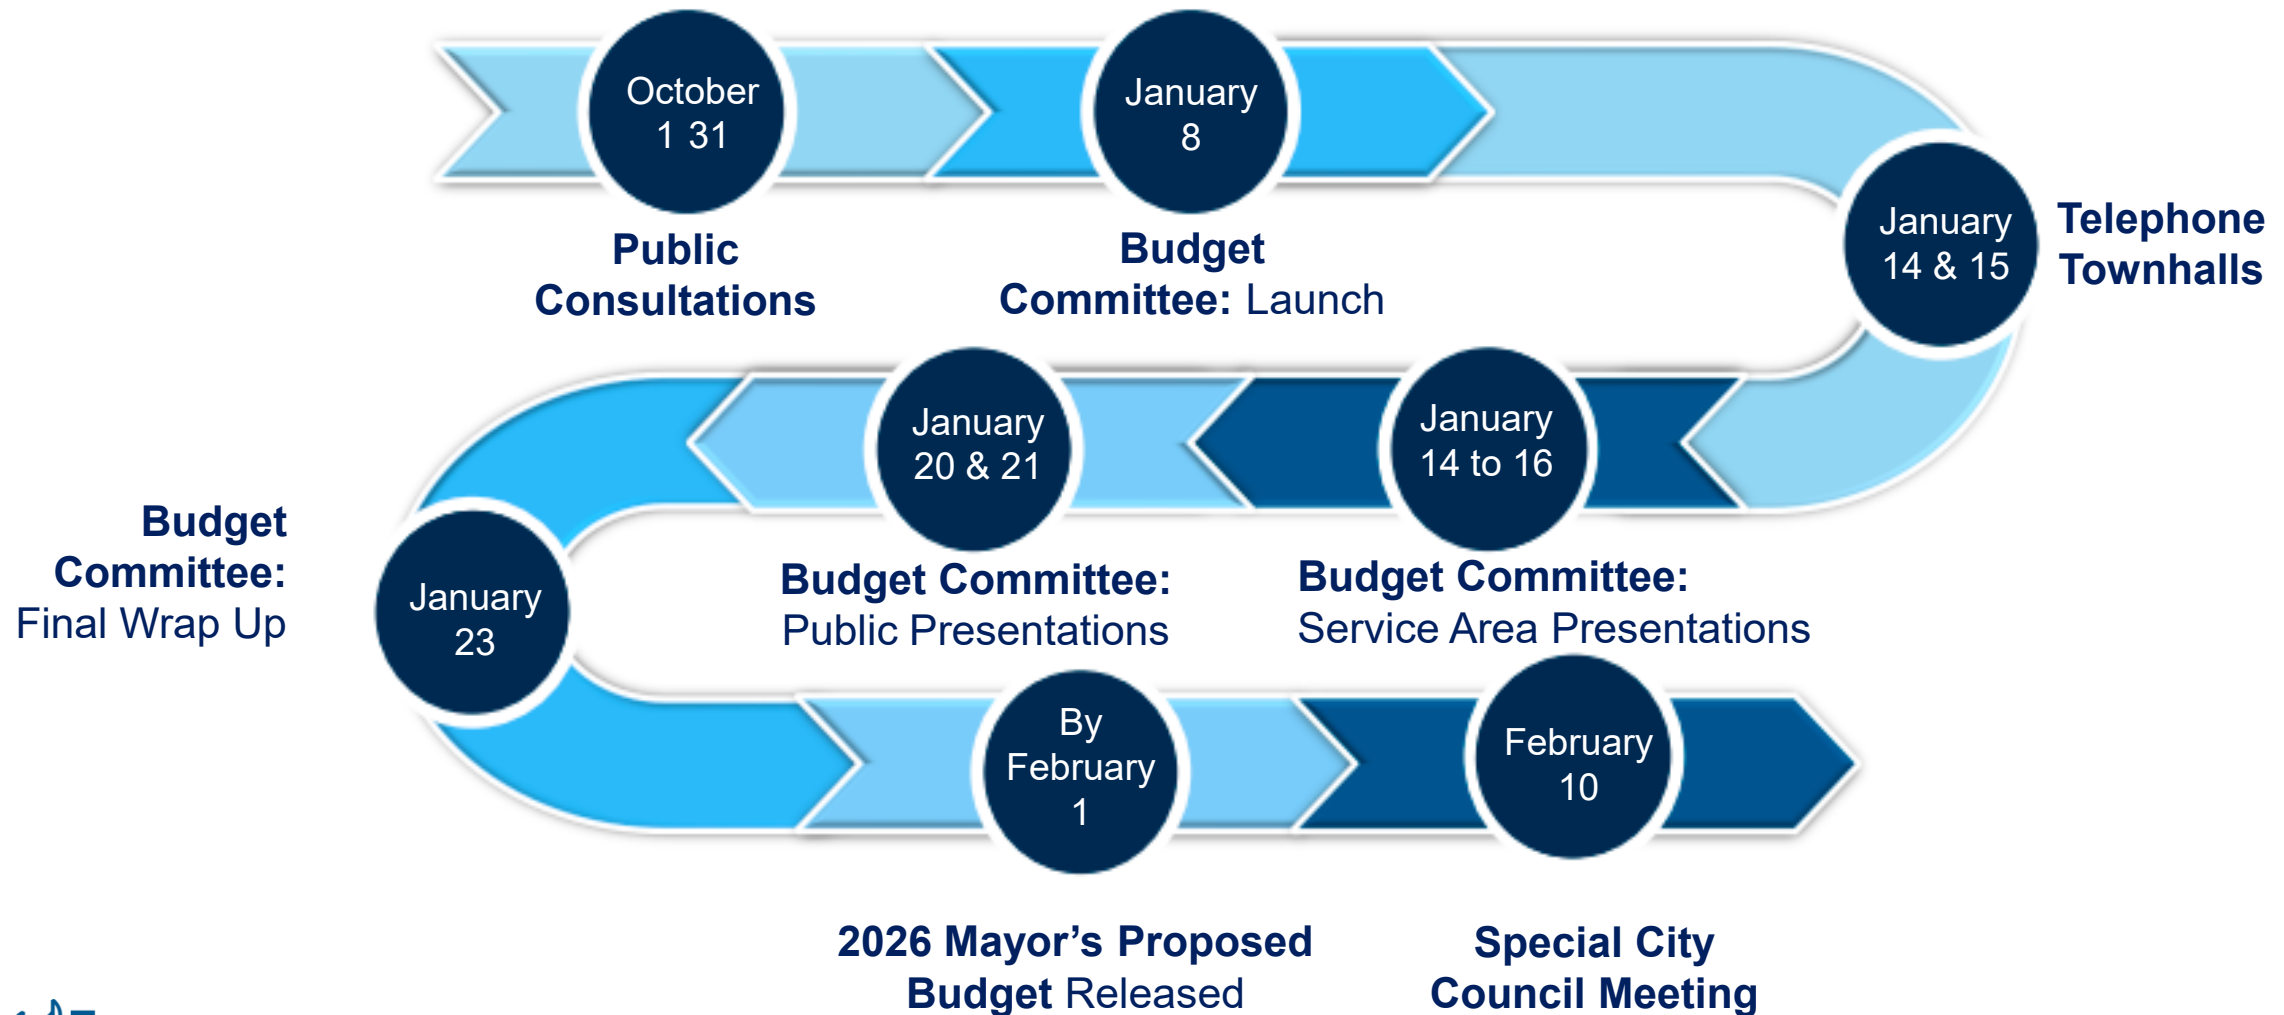 October
1 31
Public
Consultations
January
8
Budget
Committee: Launch
January
14 & 15
Telephone
Townhalls
January
14 to 16
Budget Committee:
Service Area Presentations
January
20 & 21
Budget Committee:
Public Presentations
January
23
Budget
Committee:
Final Wrap Up
By
February
1
2026 Mayor’s Proposed
Budget Released
February
10
Special City
Council Meeting